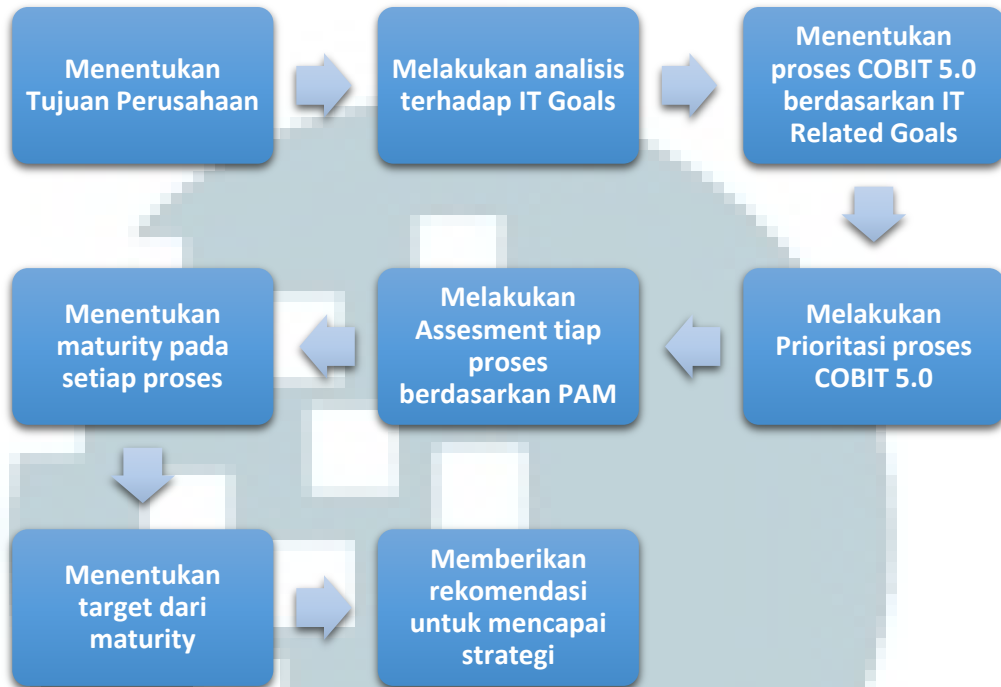 Menentukan
Tujuan Perusahaan
Melakukan analisis
terhadap IT Goals
Menentukan
proses COBIT 5.0
berdasarkan IT
Related Goals
Melakukan
Prioritasi proses
COBIT 5.0
Melakukan
Assesment tiap
proses
berdasarkan PAM
Menentukan
maturity pada
setiap proses
Menentukan
target dari
maturity
Memberikan
rekomendasi
untuk mencapai
strategi